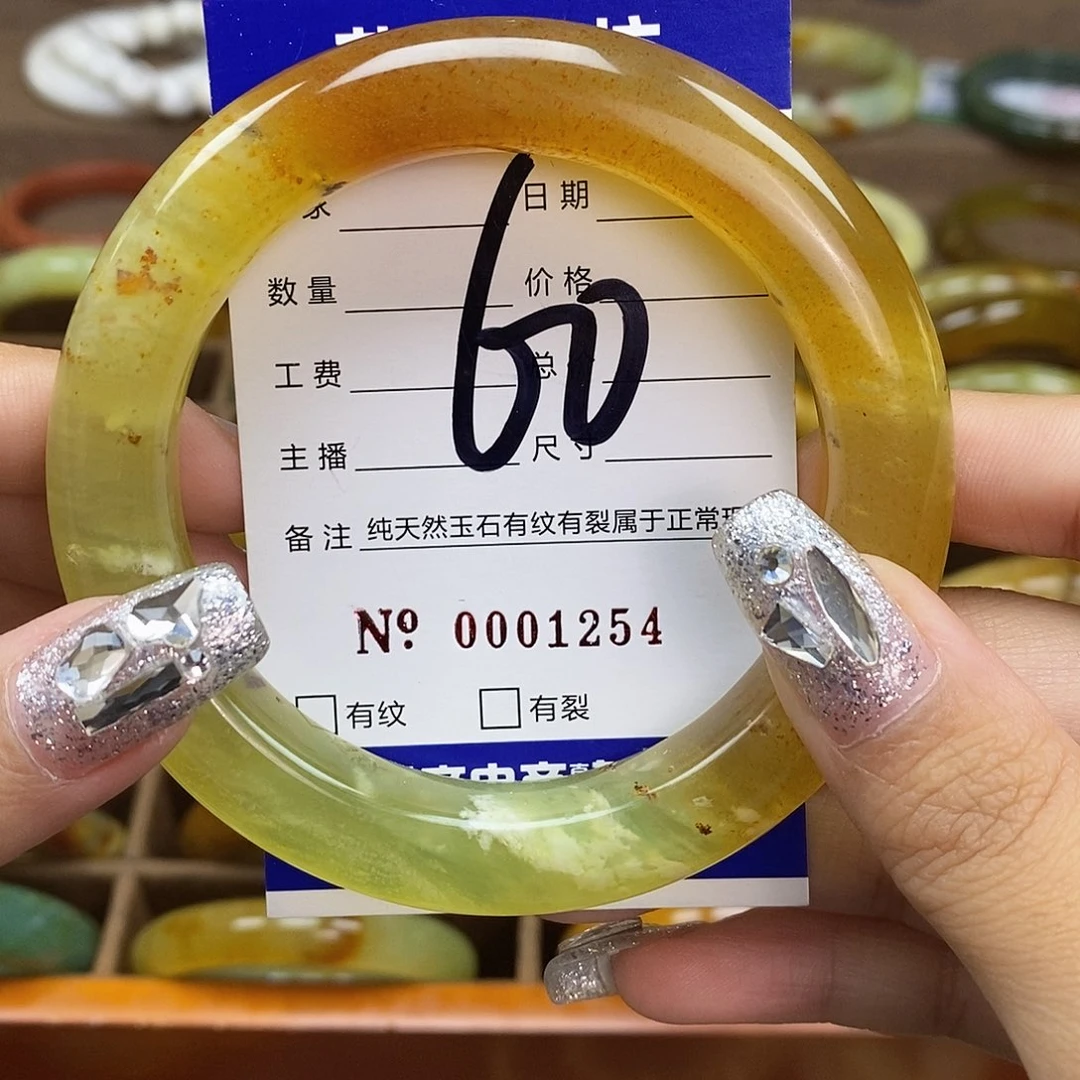 日期
60
数量 价格
工费 总
主播 尺寸
备注 纯天然玉石有纹有裂属于正常
Nº 0001254
有纹 有裂